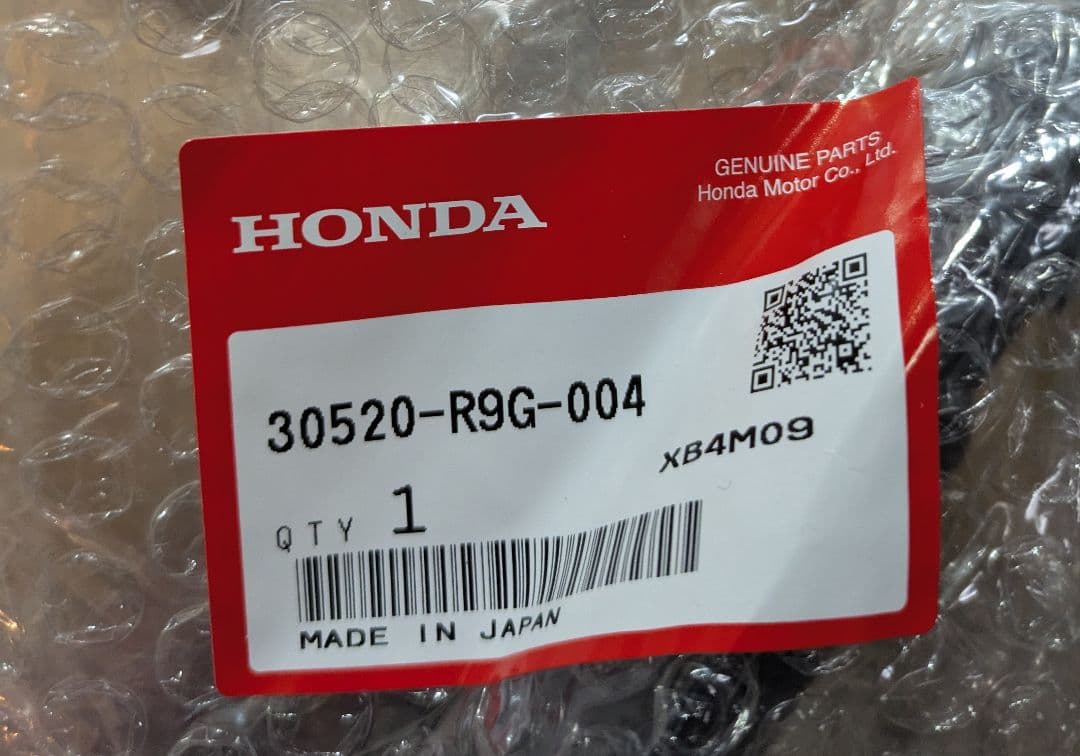 HONDA
GENUINE PARTS
Honda Motor Co., Ltd.
30520-R9G-004
XB4M09
QTY 1
MADE IN JAPAN